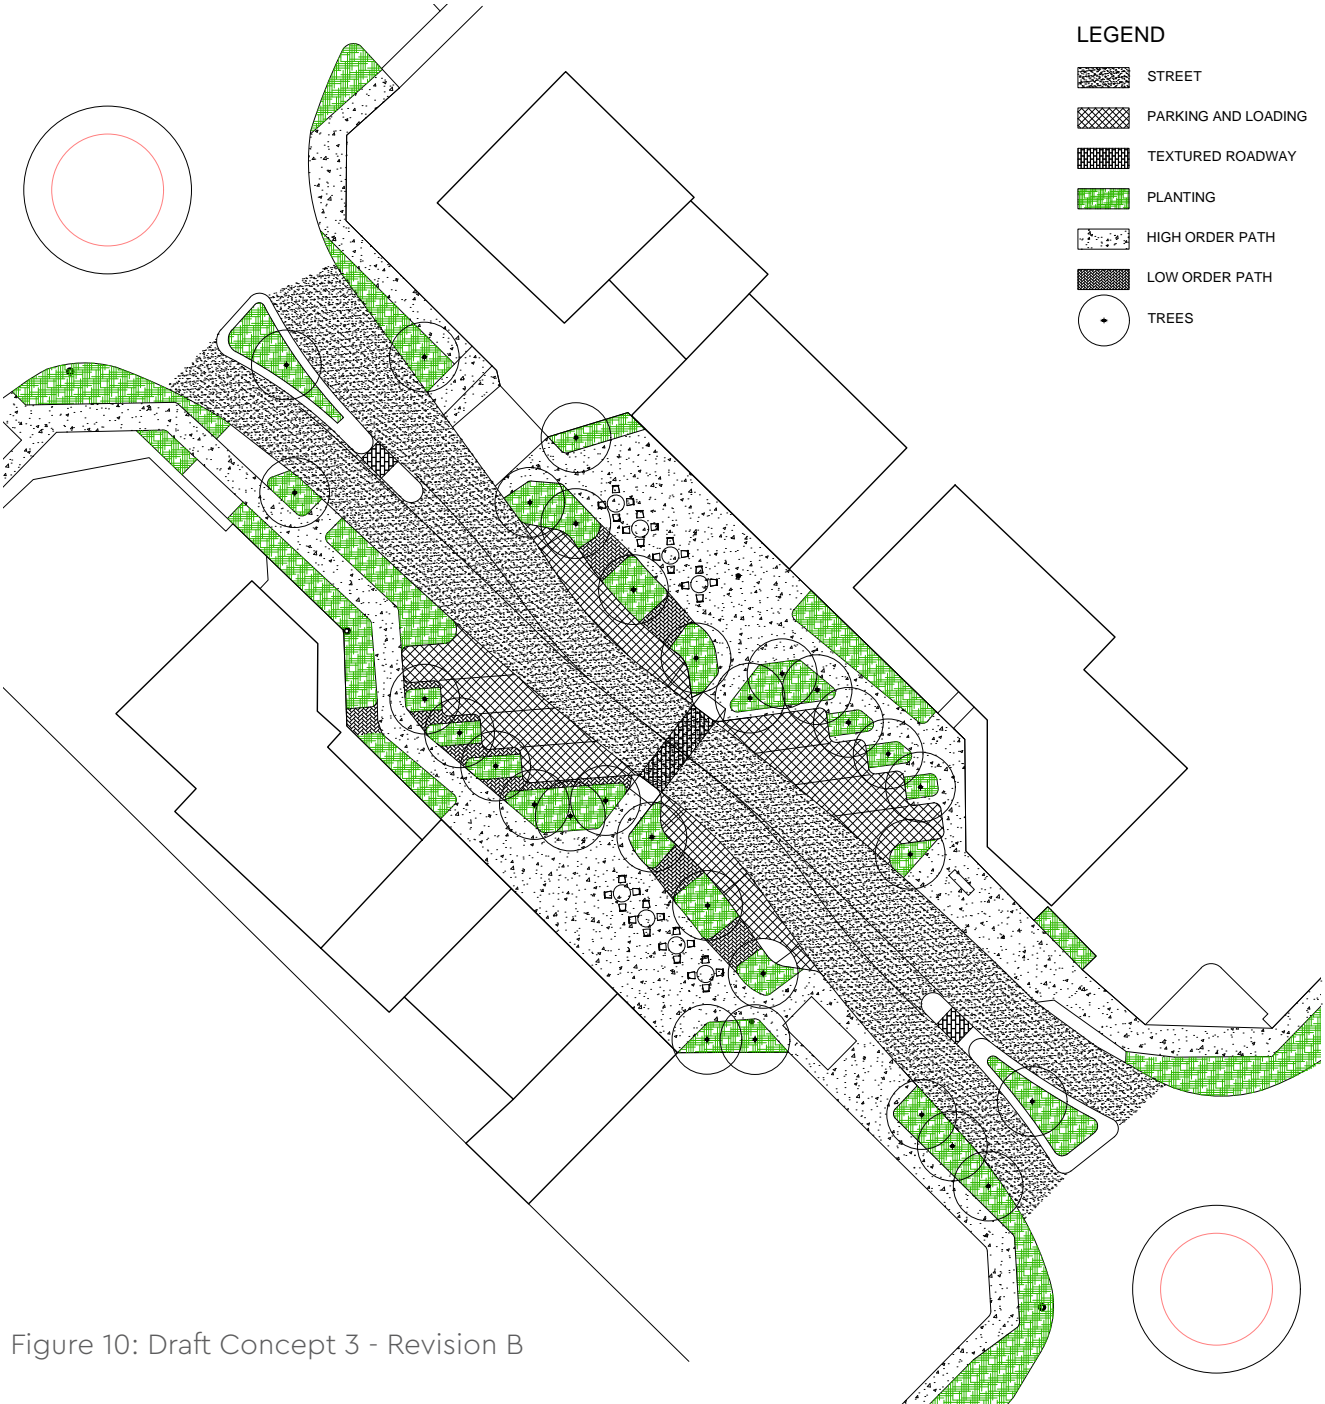 LEGEND
STREET
PARKING AND LOADING
TEXTURED ROADWAY
PLANTING
HIGH ORDER PATH
LOW ORDER PATH
TREES
Figure 10: Draft Concept 3 - Revision B